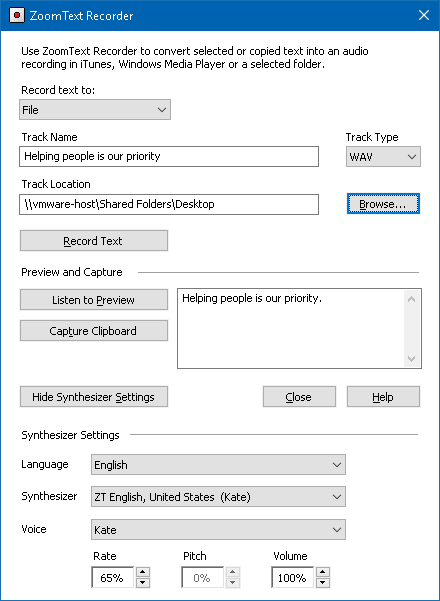 ZoomText Recorder
Use ZoomText Recorder to convert selected or copied text into an audio
recording in iTunes, Windows Media Player or a selected folder.
Record text to:
File
Track Name
Track Type
Helping people is our priority
WAV
Track Location
\\vmware-host\Shared Folders\Desktop
Browse...
Record Text
Preview and Capture
Listen to Preview
Helping people is our priority.
Capture Clipboard
Hide Synthesizer Settings
Close
Help
Synthesizer Settings
Language
English
Synthesizer
ZT English, United States (Kate)
Voice
Kate
Rate
Pitch
Volume
65%
0%
100%